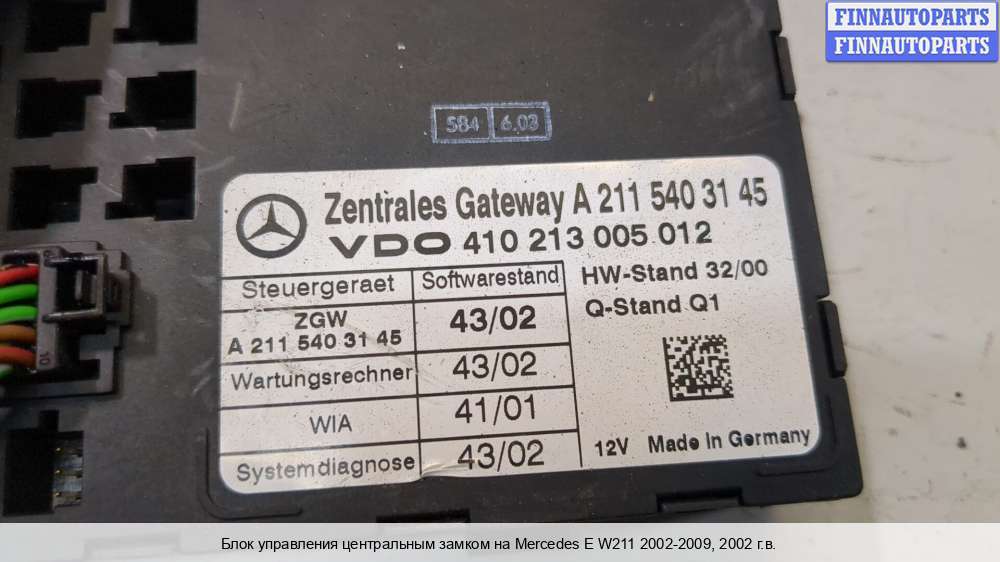 FINNAUTOPARTS
FINNAUTOPARTS
584 6.03
Zentrales Gateway A 211 540 31 45
VDO 410 213 005 012
Steuergeraet Softwarestand
HW-Stand 32/00
ZGW
A 211 540 31 45 43/02
Q-Stand Q1
Wartungsrechner 43/02
WIA 41/01
Systemdiagnose 43/02
12V Made In Germany
10
Блок управления центральным замком на Mercedes E W211 2002-2009, 2002 г.в.